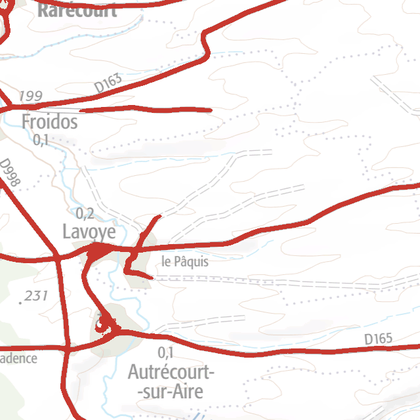 Rarécourt
D163
199
Froidos
0,1
D998
0,2
Lavoye
le Pâquis
.231
D165
adence
0,1
Autrécourt-
-sur-Aire